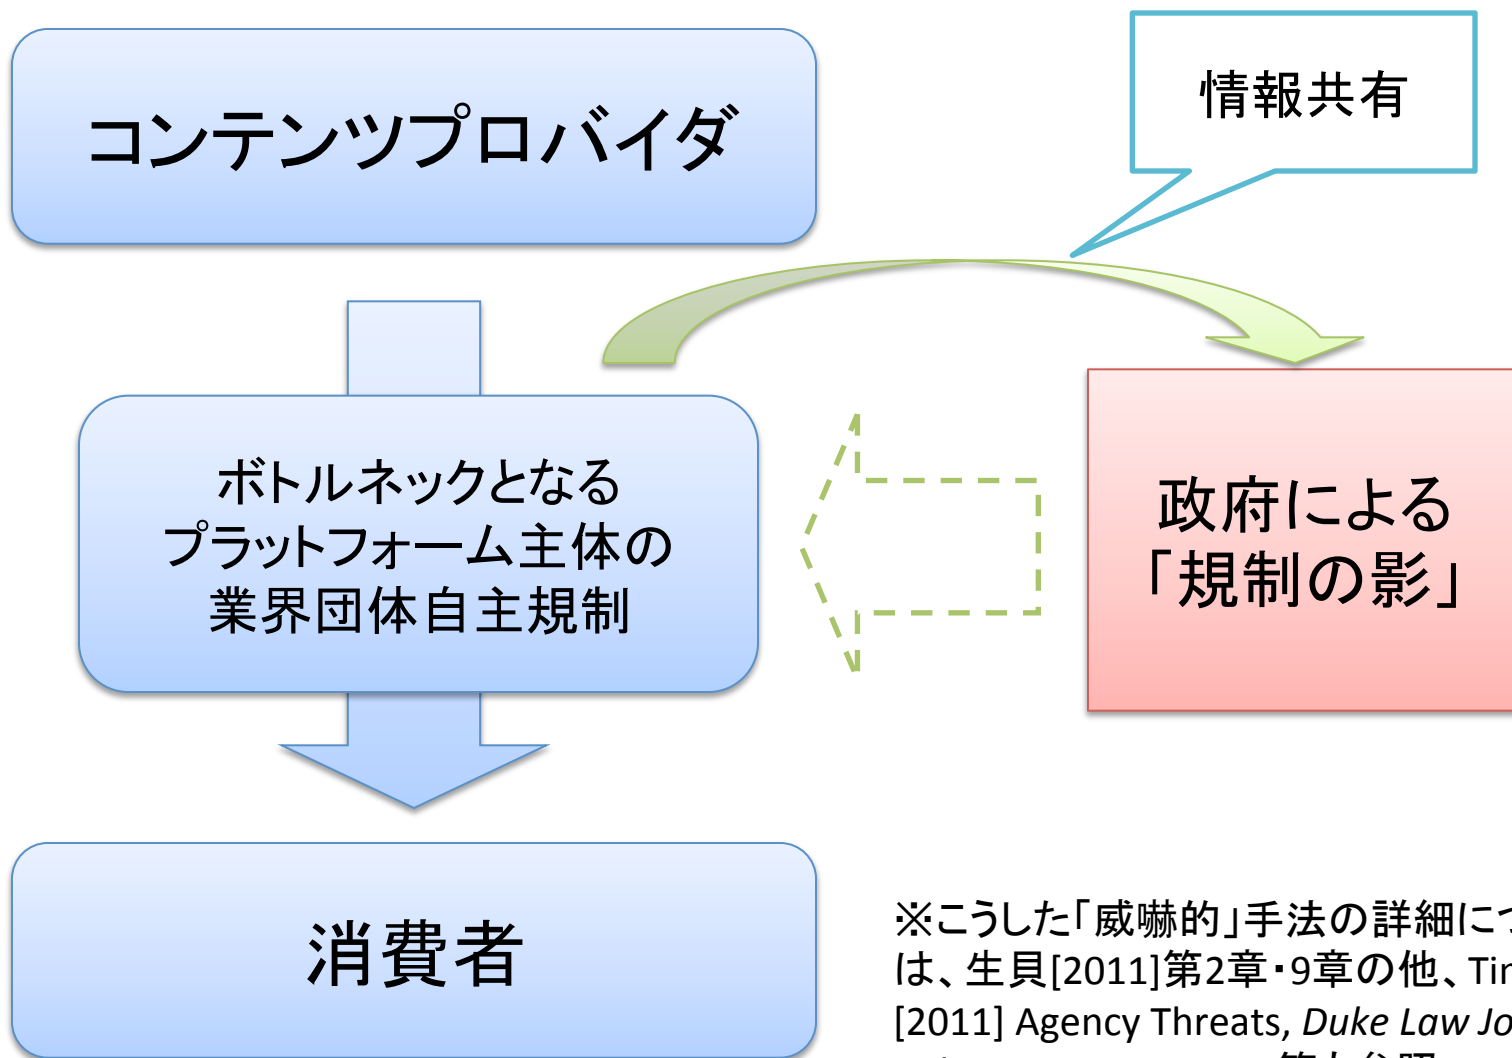 コンテンツプロバイダ
情報共有
ボトルネックとなる
プラットフォーム主体の
業界団体自主規制
政府による
「規制の影」
消費者
※こうした「威嚇的」手法の詳細に
は、生貝[2011]第2章・9章の他、
[2011] Agency Threats, Duke Law